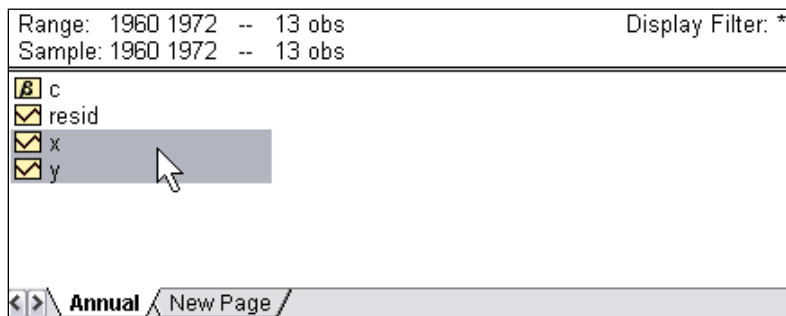 Range: 1960 1972 -- 13 obs Display Filter: *
Sample: 1960 1972 -- 13 obs
β c
resid
x
y
Annual New Page